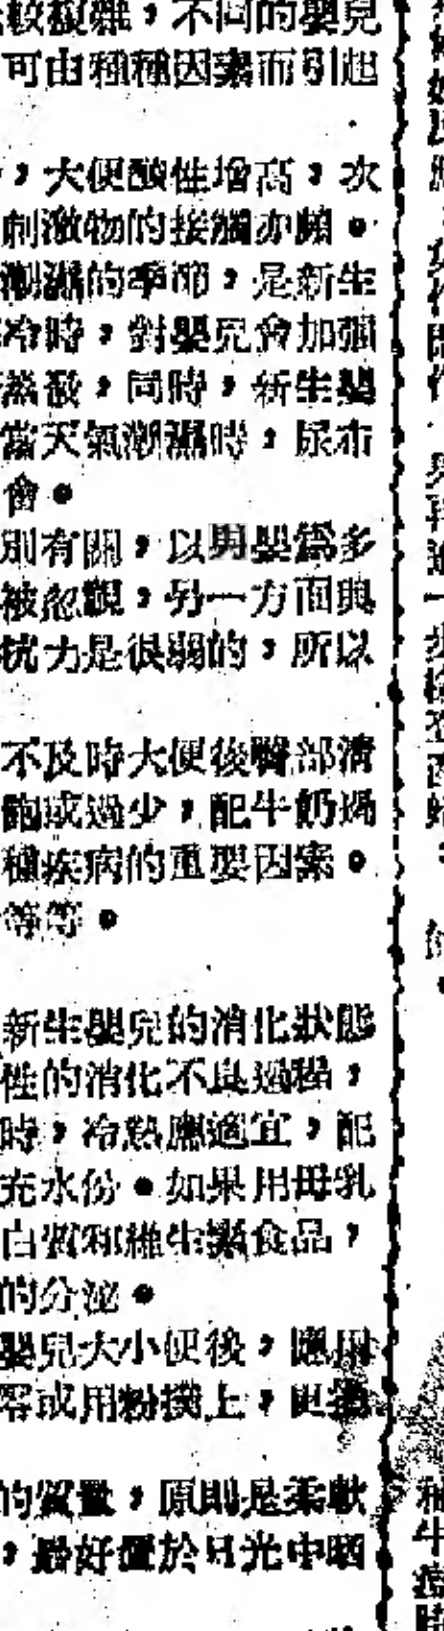 較複雜，不同的嬰兒
可由種種因素而引起
，大便酸性增高，次
刺激物的接觸亦頗。
潮濕的季節，是新生
冷時，對嬰兒會加強
蒸發，同時，新生嬰
當天氣潮濕時，尿布
會。
別有關，以男嬰爲多
被忽視，另一方面與
抗力是很弱的，所以
不及時大便後臀部清
飽或過少，配牛奶過
種疾病的重要因素。
等等。
新生嬰兒的消化狀態
性的消化不良過程，
時，冷熱應適宜，配
充水份。如果用母乳
白質和維生素食品，
的分泌。
嬰兒大小便後，應用
或用粉撲上，更換
的質量，原則是柔軟
，最好置於日光中晒